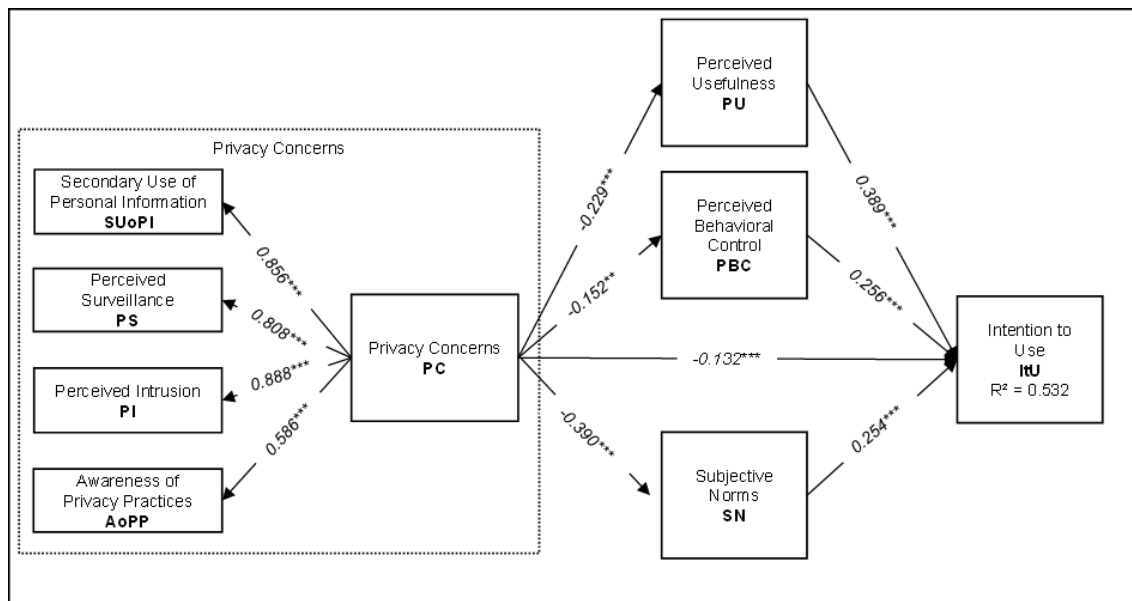 Privacy Concerns
Secondary Use of
Personal Information
SUoPI
Perceived
Surveillance
PS
Perceived Intrusion
PI
Awareness of
Privacy Practices
AoPP
0.856***
0.808***
0.888***
0.586***
Privacy Concerns
PC
-0.229***
-0.152**
-0.132***
-0.390***
Perceived
Usefulness
PU
Perceived
Behavioral
Control
PBC
Subjective
Norms
SN
0.389***
0.256***
0.254***
Intention to
Use
ItU
R² = 0.532